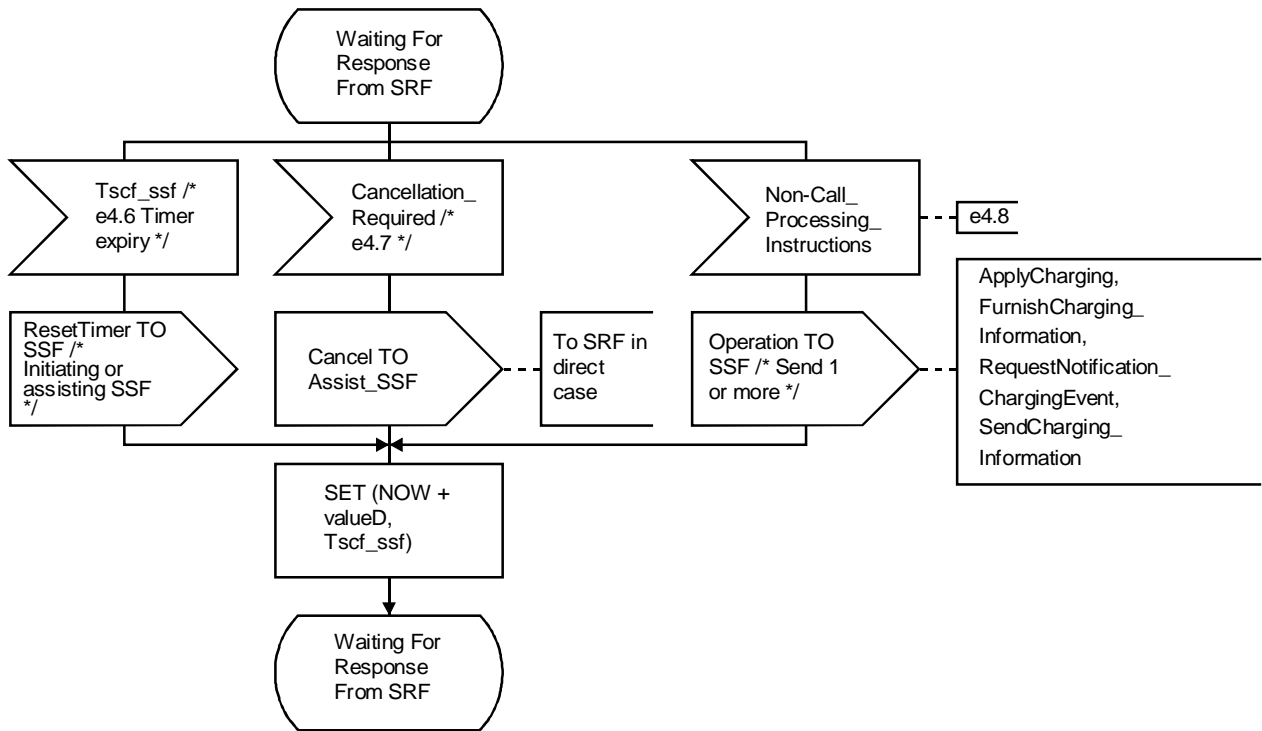 Waiting For
Response
From SRF
Tscf_ssf /*
e4.6 Timer
expiry */
Cancellation_
Required /*
e4.7 */
Non-Call_
Processing_
Instructions
e4.8
ResetTimer TO
SSF /*
Initiating or
assisting SSF
*/
Cancel TO
Assist_SSF
To SRF in
direct
case
Operation TO
SSF /* Send 1
or more */
ApplyCharging,
FurnishCharging_
Information,
RequestNotification_
ChargingEvent,
SendCharging_
Information
SET (NOW +
valueD,
Tscf_ssf)
Waiting For
Response
From SRF